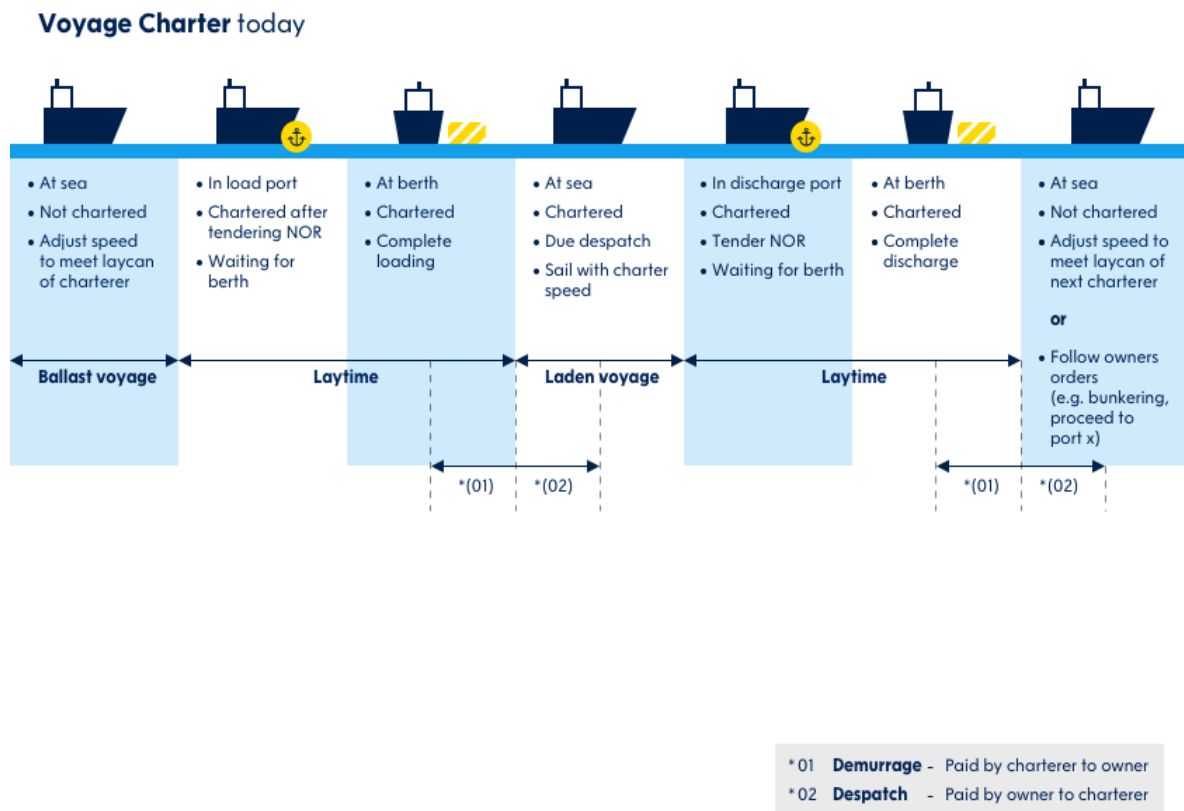 Voyage Charter today
• At sea
• Not chartered
• Adjust speed
to meet laycan
of charterer
• In load port
• Chartered after
tendering NOR
• Waiting for
berth
• At berth
• Chartered
• Complete
loading
• At sea
• Chartered
• Due despatch
• Sail with charter
speed
• In discharge port
• Chartered
• Tender NOR
• Waiting for berth
• At berth
• Chartered
• Complete
discharge
• At sea
• Not chartered
• Adjust speed to
meet laycan of
next charterer
or
• Follow owners
orders
(e.g. bunkering,
proceed to
port x)
Ballast voyage
Laytime
Laden voyage
Laytime
*(01)
*(02)
*(01)
*(02)
*01 Demurrage - Paid by charterer to owner
*02 Despatch - Paid by owner to charterer